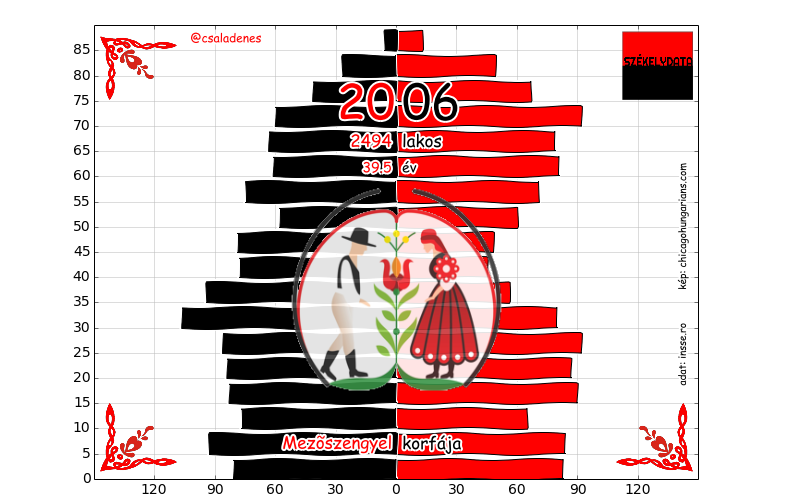 @csaladenes
SZÉKELYDATA
2006
2494 lakos
39.5 év
kép: chicagohungarians.com
adat: insse.ro
Mezőszengyel korfája
85
80
75
70
65
60
55
50
45
40
35
30
25
20
15
10
5
0
120 90 60 30 0 30 60 90 120